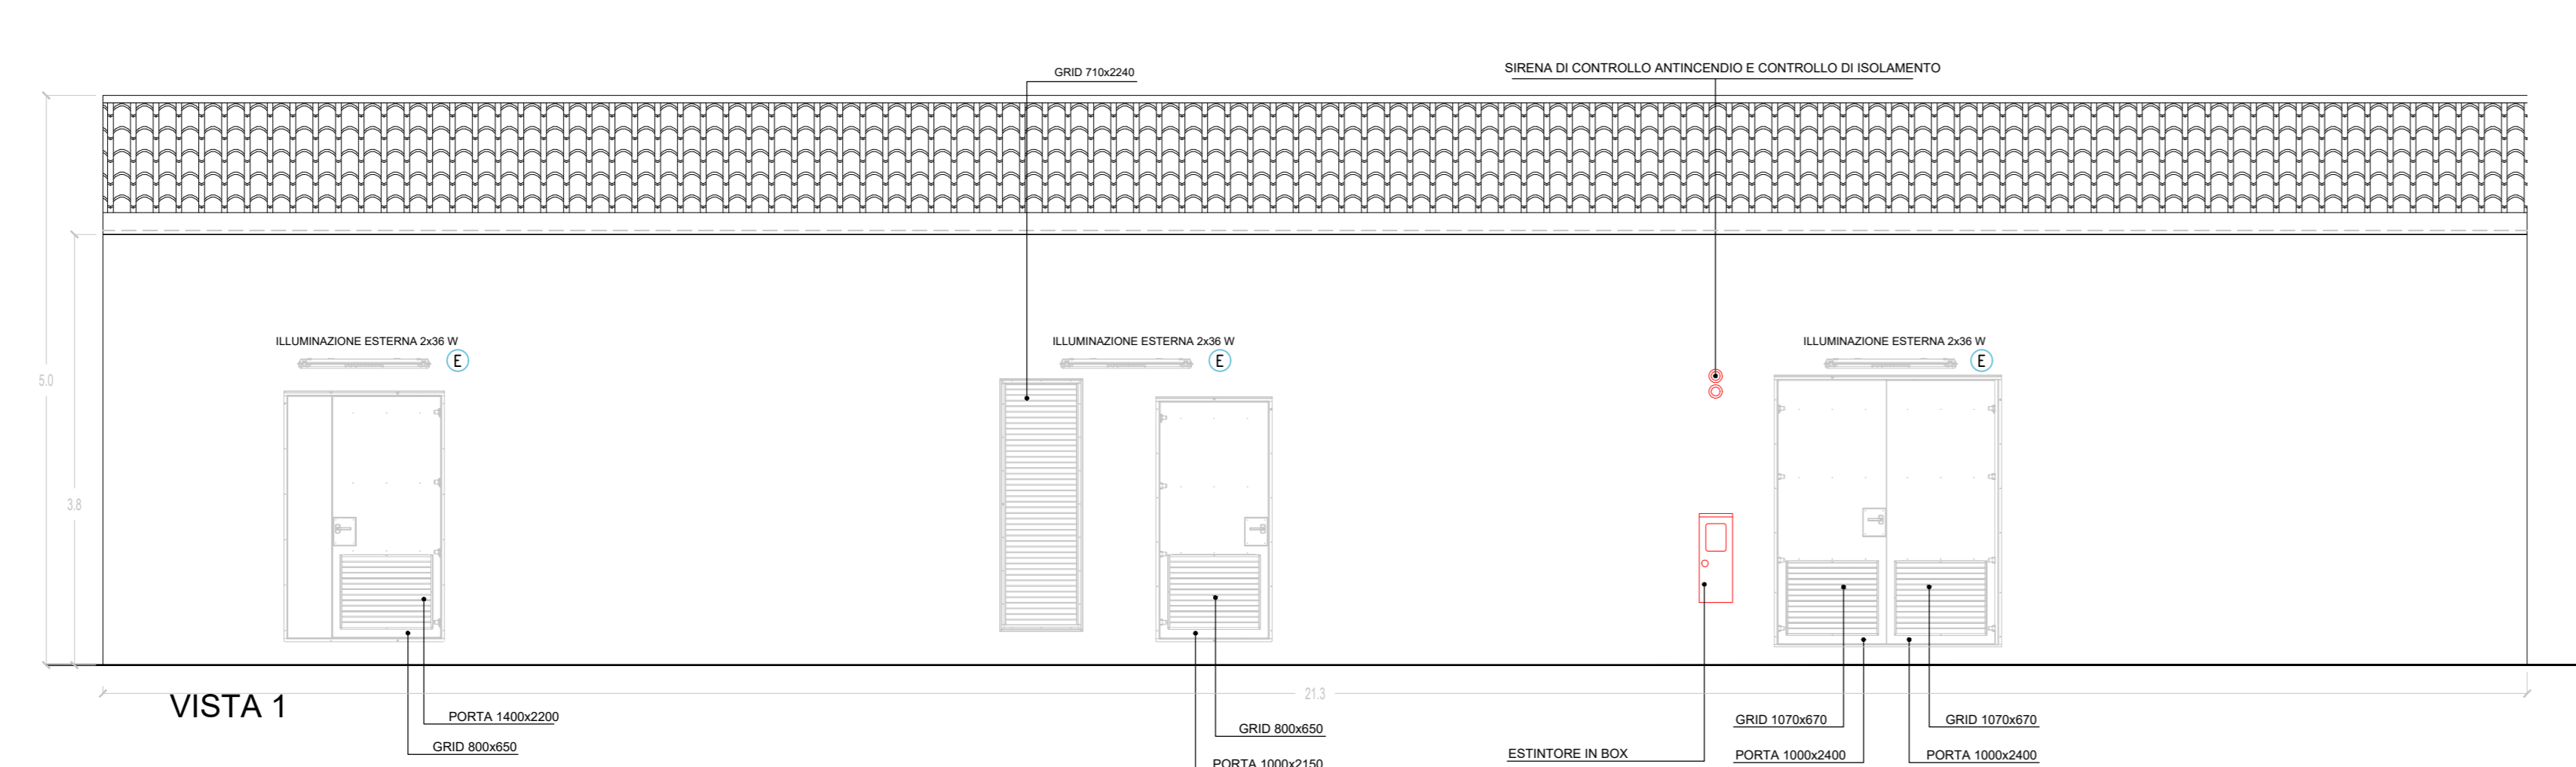 GRID 710x2240
SIRENA DI CONTROLLO ANTINCENDIO E CONTROLLO DI ISOLAMENTO
ILLUMINAZIONE ESTERNA 2x36 W
E
ILLUMINAZIONE ESTERNA 2x36 W
E
ILLUMINAZIONE ESTERNA 2x36 W
E
5.0
3.8
21.3
VISTA 1
PORTA 1400x2200
GRID 800x650
GRID 800x650
PORTA 1000x2150
ESTINTORE IN BOX
GRID 1070x670
GRID 1070x670
PORTA 1000x2400
PORTA 1000x2400